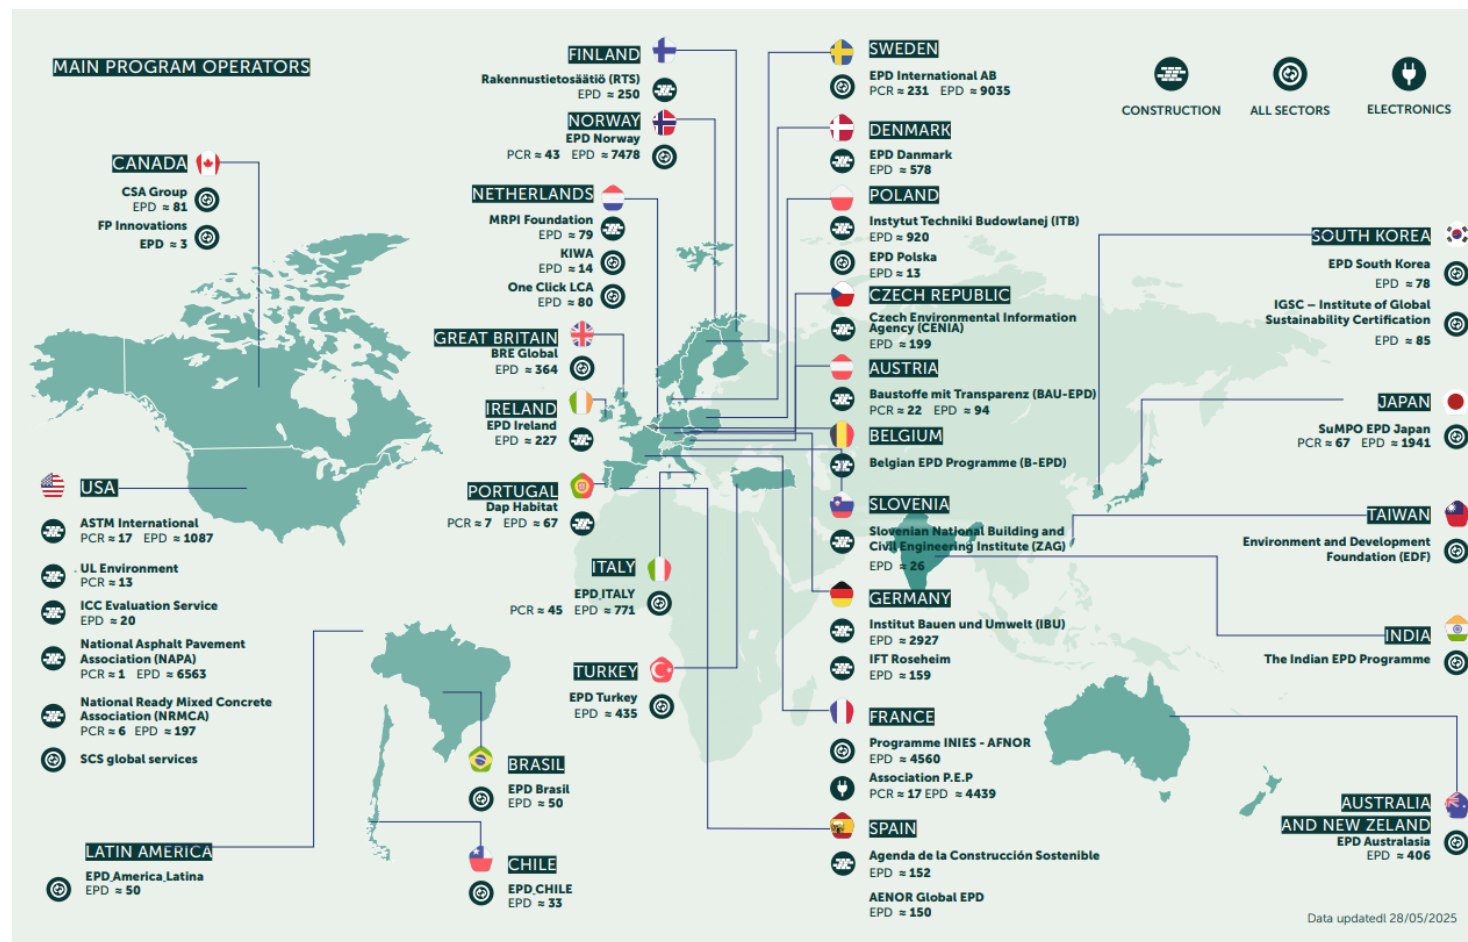 MAIN PROGRAM OPERATORS
CONSTRUCTION
ALL SECTORS
ELECTRONICS
CANADA
CSA Group
EPD ≈ 81
FP Innovations
EPD ≈ 3
USA
ASTM International
PCR ≈ 17 EPD ≈ 1087
UL Environment
PCR ≈ 13
ICC Evaluation Service
EPD ≈ 20
National Asphalt Pavement
Association (NAPA)
PCR ≈ 1 EPD ≈ 6563
National Ready Mixed Concrete
Association (NRMCA)
PCR ≈ 6 EPD ≈ 197
SCS global services
LATIN AMERICA
EPD_America_Latina
EPD ≈ 50
FINLAND
Rakennustietosäätiö (RTS)
EPD ≈ 250
NORWAY
EPD Norway
PCR ≈ 43 EPD ≈ 7478
NETHERLANDS
MRPI Foundation
EPD ≈ 79
KIWA
EPD ≈ 14
One Click LCA
EPD ≈ 80
GREAT BRITAIN
BRE Global
EPD ≈ 364
IRELAND
EPD Ireland
EPD ≈ 227
PORTUGAL
Dap Habitat
PCR ≈ 7 EPD ≈ 67
ITALY
EPD_ITALY
PCR ≈ 45 EPD ≈ 771
TURKEY
EPD Turkey
EPD ≈ 435
BRASIL
EPD Brasil
EPD ≈ 50
CHILE
EPD_CHILE
EPD ≈ 33
SWEDEN
EPD International AB
PCR ≈ 231 EPD ≈ 9035
DENMARK
EPD Danmark
EPD ≈ 578
POLAND
Instytut Techniki Budowlanej (ITB)
EPD ≈ 920
EPD Polska
EPD ≈ 13
CZECH REPUBLIC
Czech Environmental Information
Agency (CENIA)
EPD ≈ 199
AUSTRIA
Baustoffe mit Transparenz (BAU-EPD)
PCR ≈ 22 EPD ≈ 94
BELGIUM
Belgian EPD Programme (B-EPD)
SLOVENIA
Slovenian National Building and
Civil Engineering Institute (ZAG)
EPD ≈ 26
GERMANY
Institut Bauen und Umwelt (IBU)
EPD ≈ 2927
IFT Roseheim
EPD ≈ 159
FRANCE
Programme INIES - AFNOR
EPD ≈ 4560
Association P.E.P
PCR ≈ 17 EPD ≈ 4439
SPAIN
Agenda de la Construcción Sostenible
EPD ≈ 152
AENOR Global EPD
EPD ≈ 150
SOUTH KOREA
EPD South Korea
EPD ≈ 78
IGSC – Institute of Global
Sustainability Certification
EPD ≈ 85
JAPAN
SuMPO EPD Japan
PCR ≈ 67 EPD ≈ 1941
TAIWAN
Environment and Development
Foundation (EDF)
INDIA
The Indian EPD Programme
AUSTRALIA
AND NEW ZELAND
EPD Australasia
EPD ≈ 406
Data updatedl 28/05/2025